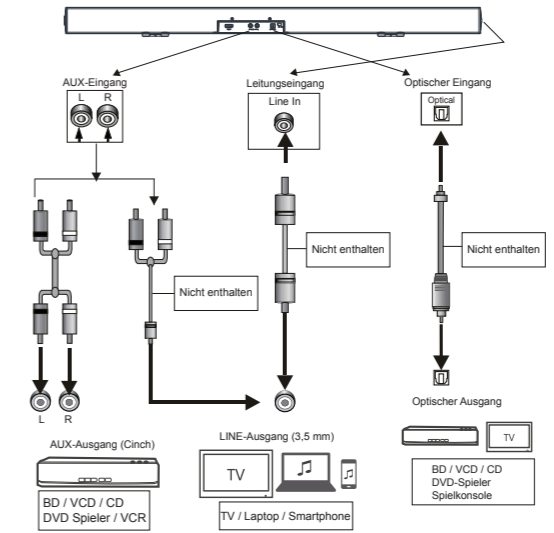 AUX-Eingang
L R
Leitungseingang
Line In
Optischer Eingang
Optical
Nicht enthalten
Nicht enthalten
Nicht enthalten
L R
AUX-Ausgang (Cinch)
BD / VCD / CD
DVD Spieler / VCR
LINE-Ausgang (3,5 mm)
TV
TV / Laptop / Smartphone
Optischer Ausgang
TV
BD / VCD / CD
DVD-Spieler
Spielkonsole